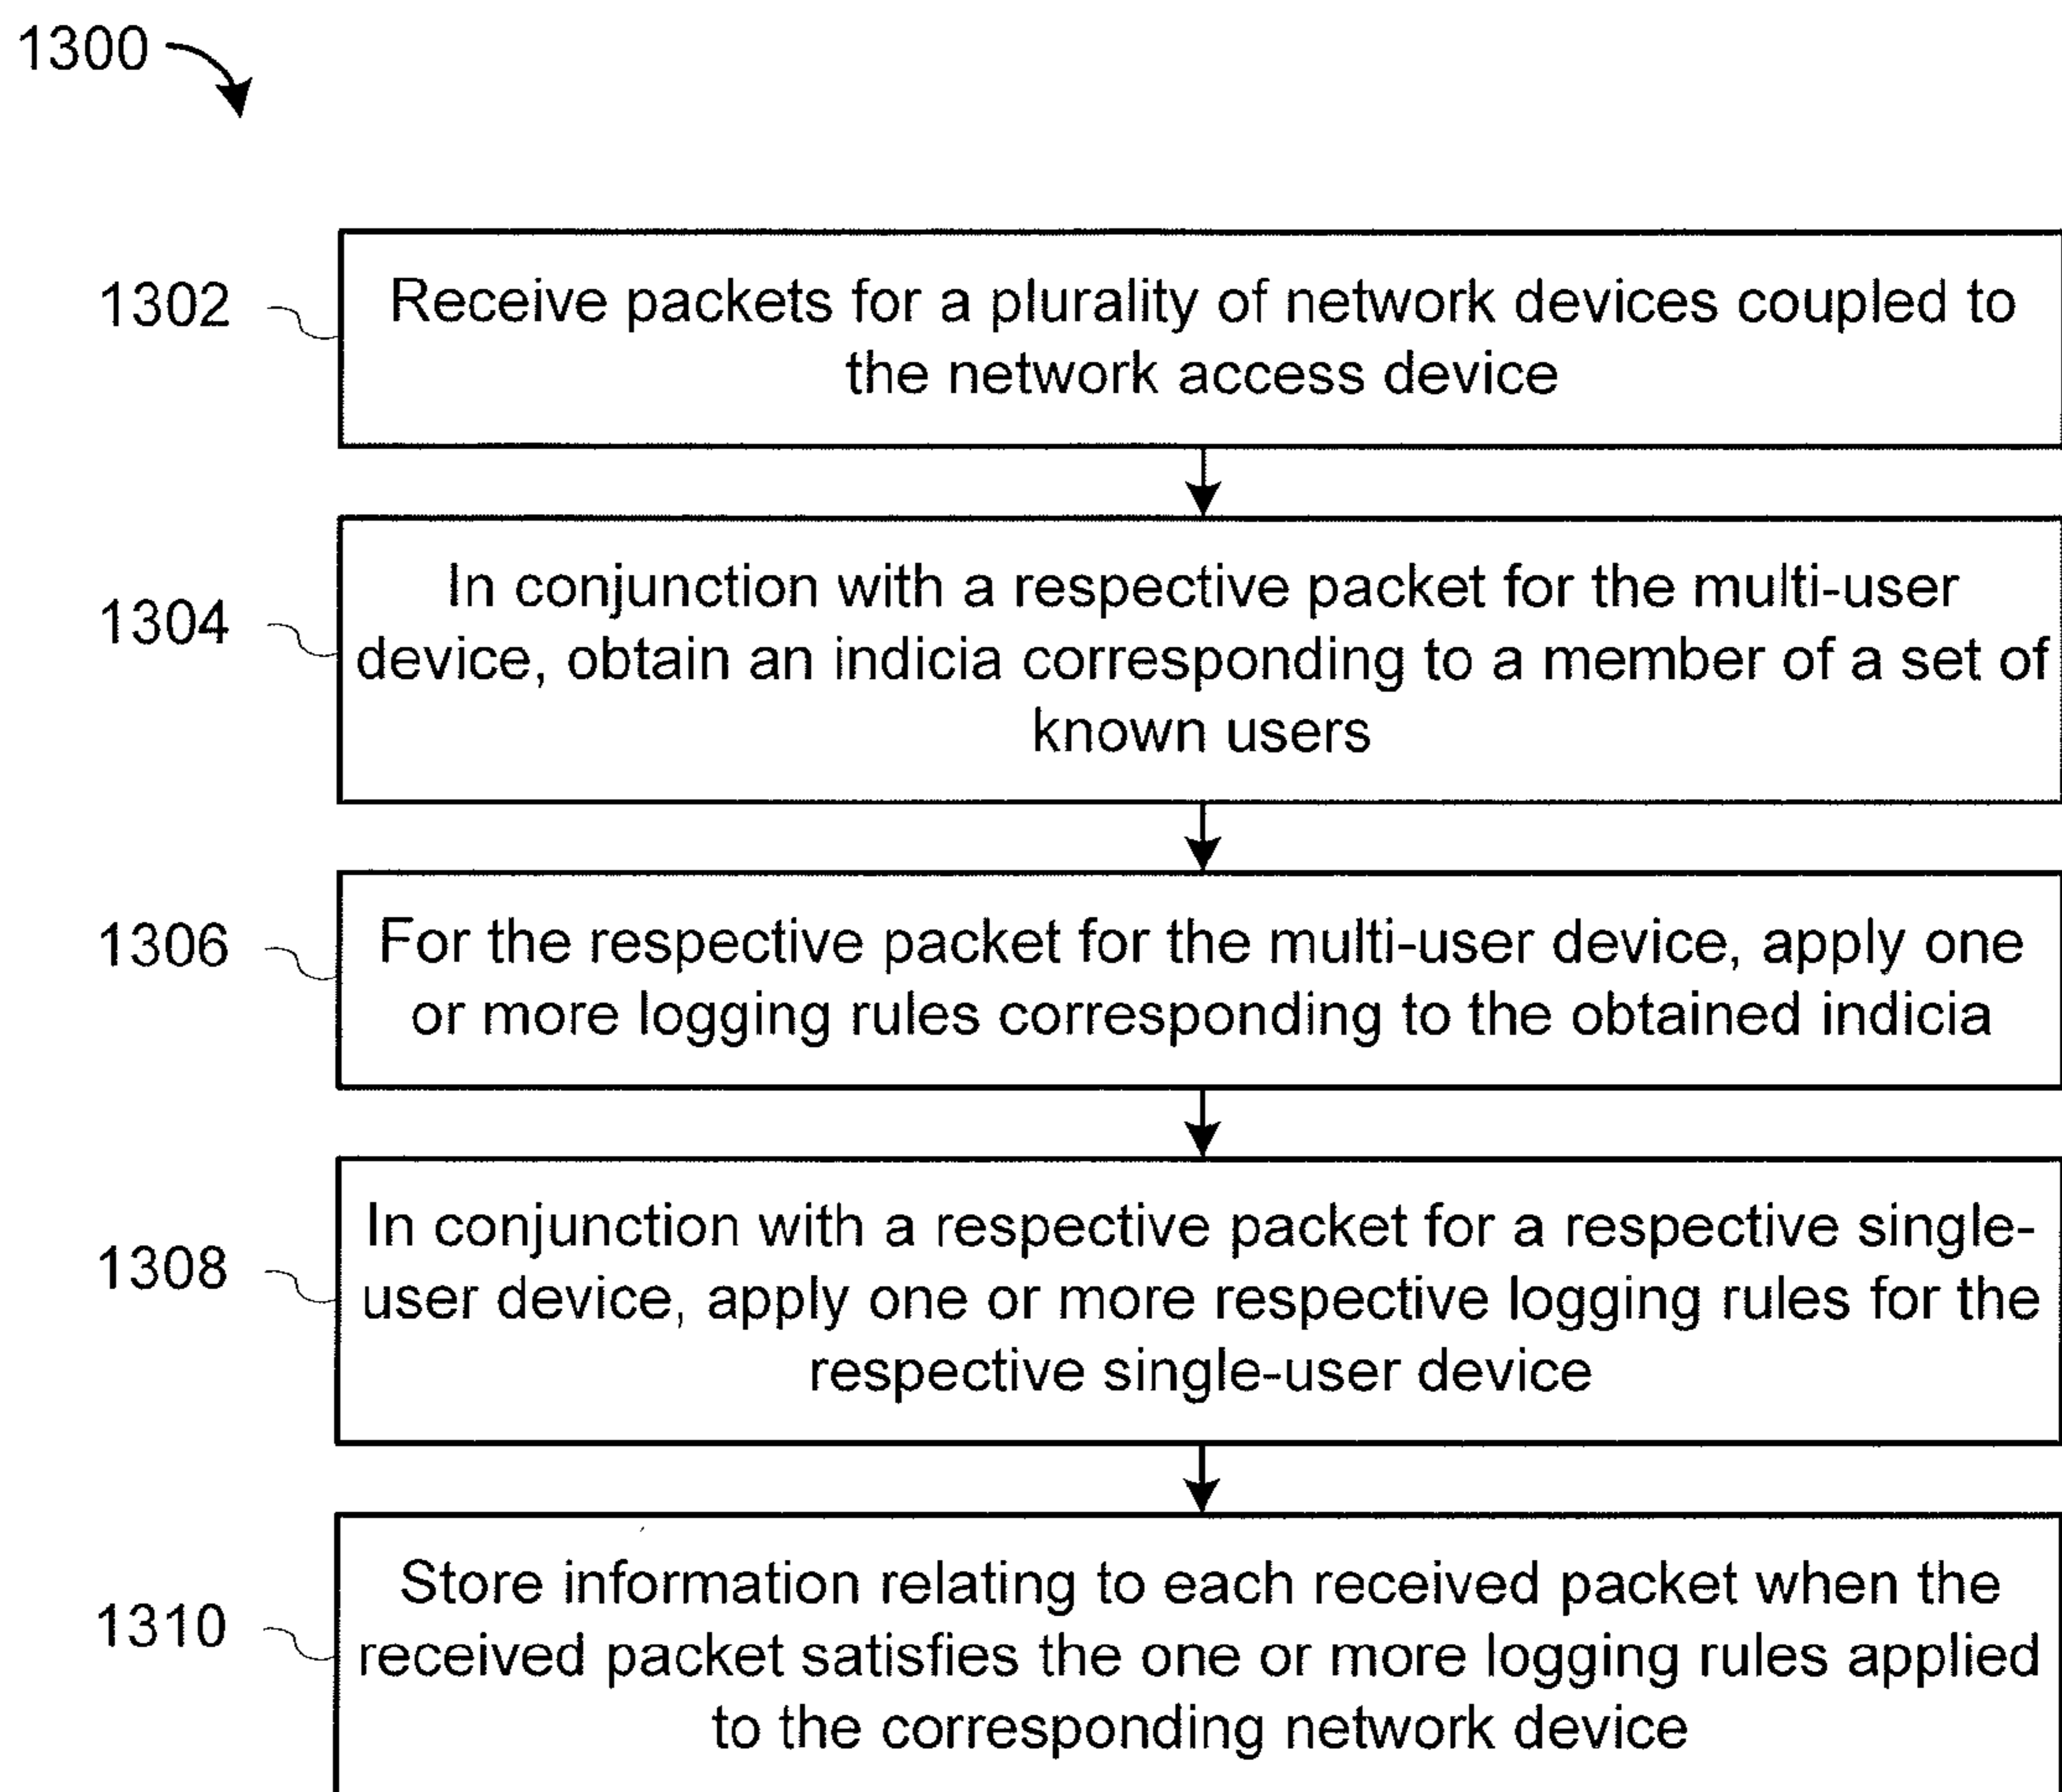 1300
1302
Receive packets for a plurality of network devices coupled to
the network access device
1304
In conjunction with a respective packet for the multi-user
device, obtain an indicia corresponding to a member of a set of
known users
1306
For the respective packet for the multi-user device, apply one
or more logging rules corresponding to the obtained indicia
1308
In conjunction with a respective packet for a respective single-
user device, apply one or more respective logging rules for the
respective single-user device
1310
Store information relating to each received packet when the
received packet satisfies the one or more logging rules applied
to the corresponding network device